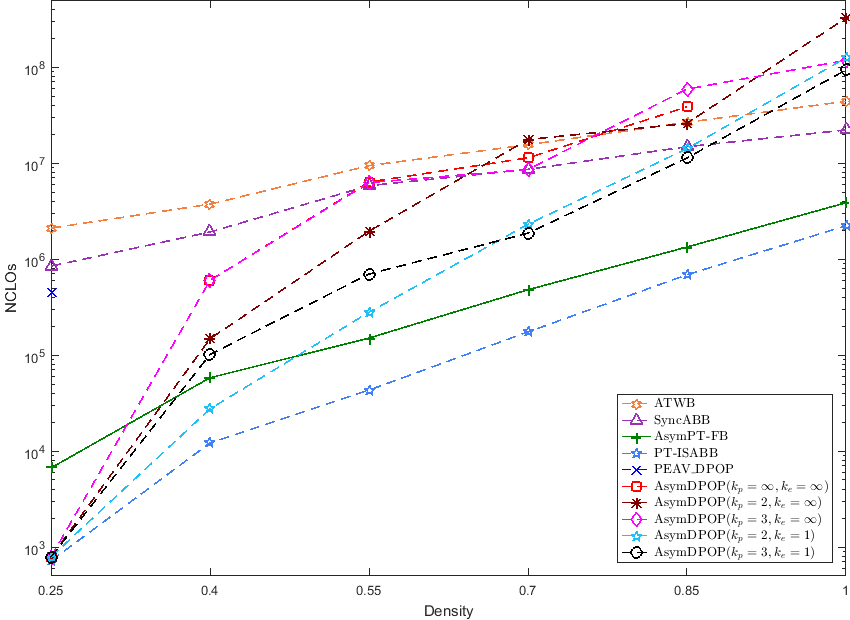 10^8
10^7
10^6
10^5
10^4
10^3
NCLOs
0.25 0.4 0.55 0.7 0.85 1
Density
ATWB
SyncABB
AsymPT-FB
PT-ISABB
PEAV_DPOP
AsymDPOP(k_p = ∞, k_e = ∞)
AsymDPOP(k_p = 2, k_e = ∞)
AsymDPOP(k_p = 3, k_e = ∞)
AsymDPOP(k_p = 2, k_e = 1)
AsymDPOP(k_p = 3, k_e = 1)